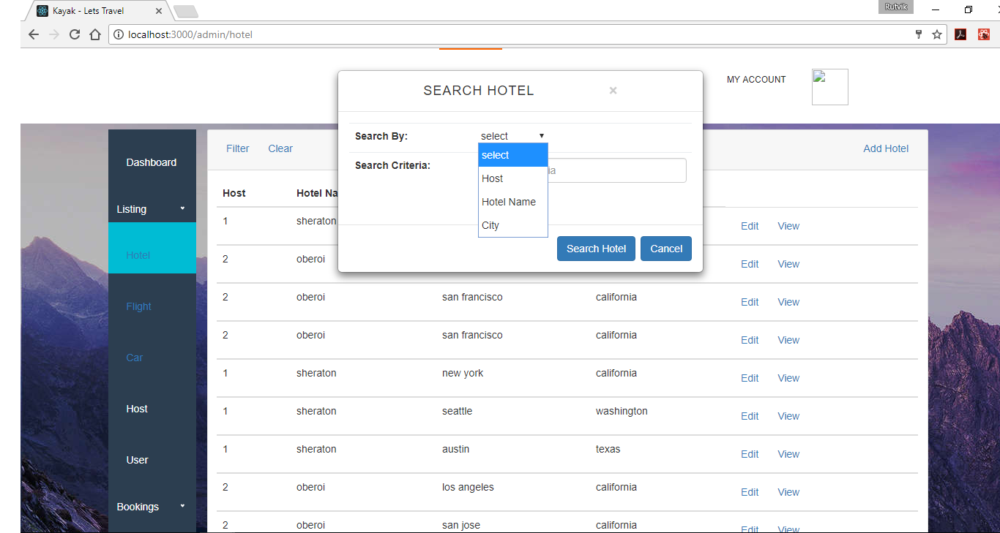 Kayak - Lets Travel
Rutvik
localhost:3000/admin/hotel
MY ACCOUNT
SEARCH HOTEL ×
Search By: select
select
Host
Hotel Name
City
Search Criteria: ia
Search Hotel Cancel
Dashboard
Listing
Hotel
Flight
Car
Host
User
Bookings
Filter Clear Add Hotel
Host Hotel Na
1 sheraton Edit View
2 oberoi Edit View
2 oberoi san francisco california Edit View
2 oberoi san francisco california Edit View
1 sheraton new york california Edit View
1 sheraton seattle washington Edit View
1 sheraton austin texas Edit View
2 oberoi los angeles california Edit View
2 oberoi san jose california Edit View